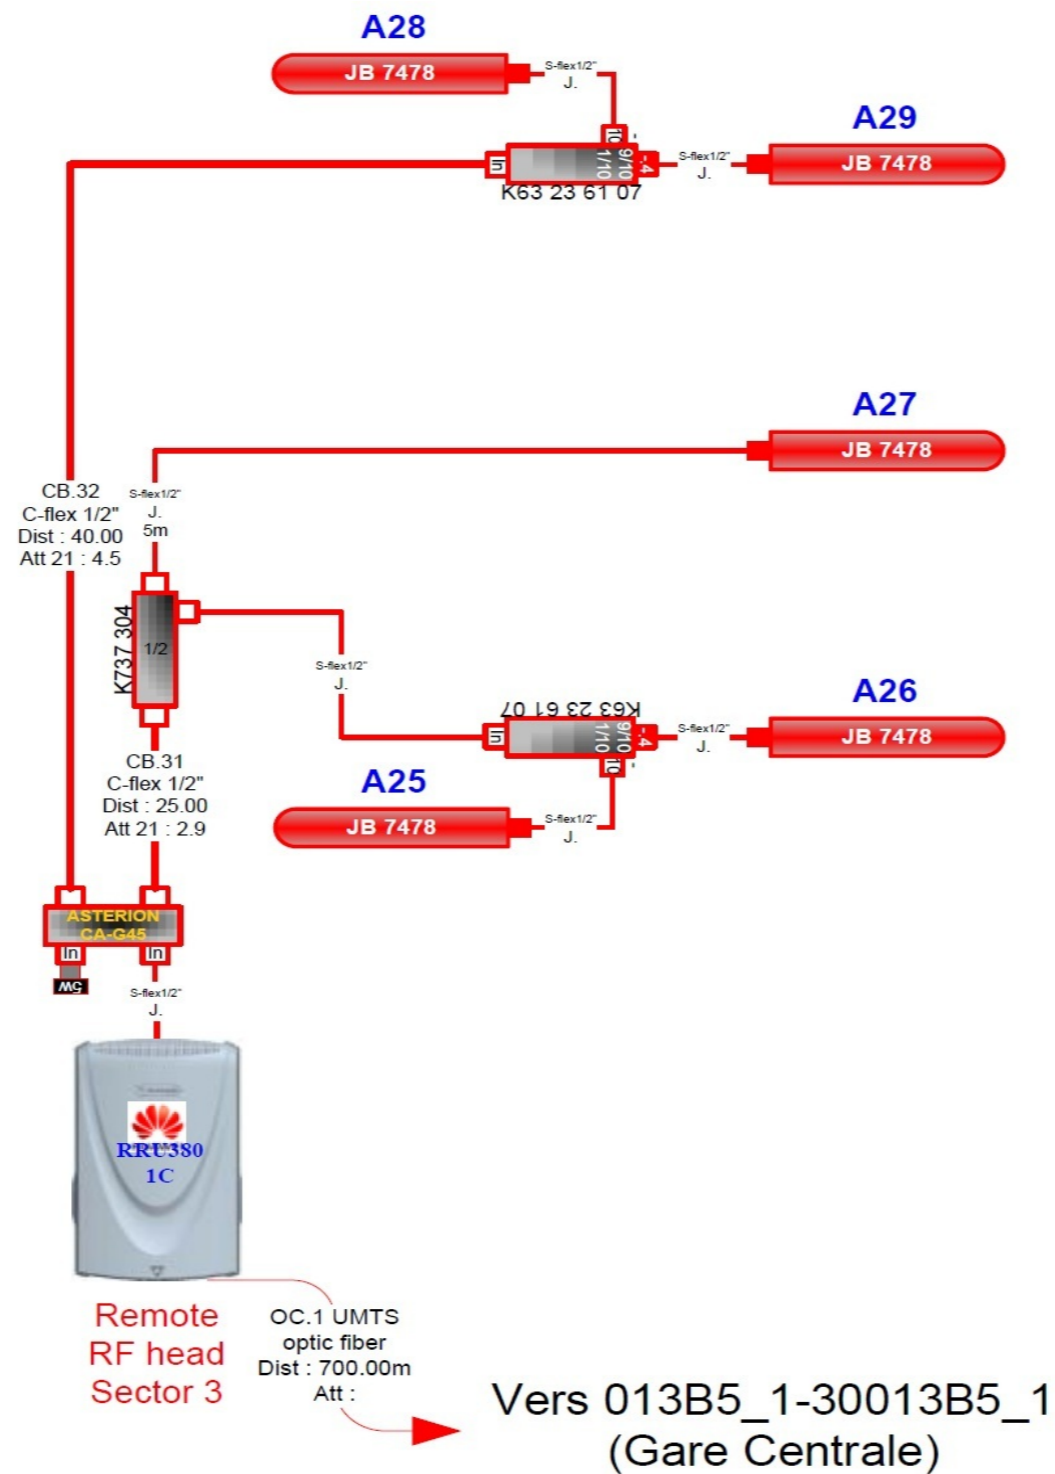 A28
JB 7478
S-flex1/2"
J.
A29
10
-
In
9/10
1/10
-.4
S-flex1/2"
J.
JB 7478
K63 23 61 07
A27
JB 7478
CB.32
C-flex 1/2"
Dist : 40.00
Att 21 : 4.5
S-flex1/2"
J.
5m
K737 304
1/2
S-flex1/2"
J.
A26
K63 23 61 07
In
9/10
1/10
-.4
S-flex1/2"
J.
JB 7478
10
-
CB.31
C-flex 1/2"
Dist : 25.00
Att 21 : 2.9
A25
JB 7478
S-flex1/2"
J.
ASTERION
CA-G45
In
In
5W
S-flex1/2"
J.
RRU380
1C
Remote
RF head
Sector 3
OC.1 UMTS
optic fiber
Dist : 700.00m
Att :
Vers 013B5_1-30013B5_1
(Gare Centrale)